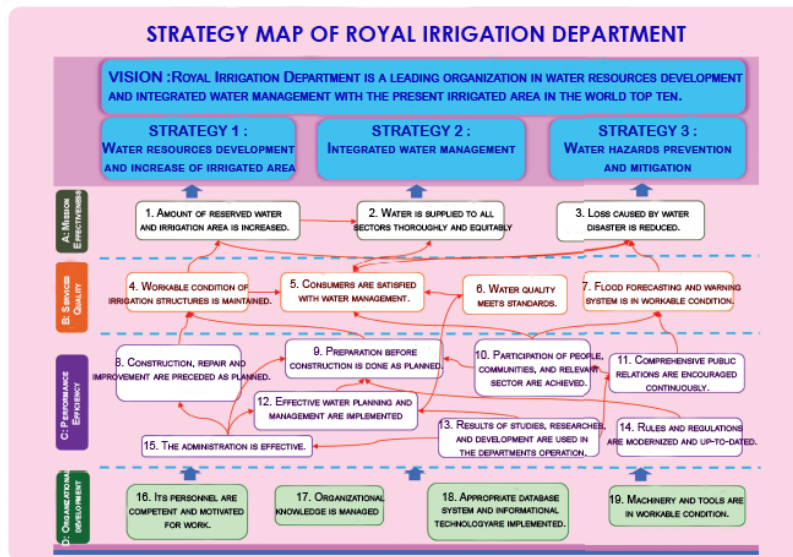 STRATEGY MAP OF ROYAL IRRIGATION DEPARTMENT
VISION :ROYAL IRRIGATION DEPARTMENT IS A LEADING ORGANIZATION IN WATER RESOURCES DEVELOPMENT
AND INTEGRATED WATER MANAGEMENT WITH THE PRESENT IRRIGATED AREA IN THE WORLD TOP TEN.
STRATEGY 1 :
WATER RESOURCES DEVELOPMENT
AND INCREASE OF IRRIGATED AREA
STRATEGY 2 :
INTEGRATED WATER MANAGEMENT
STRATEGY 3 :
WATER HAZARDS PREVENTION
AND MITIGATION
A: MISSION
EFFECTIVENESS
1. AMOUNT OF RESERVED WATER
AND IRRIGATION AREA IS INCREASED.
2. WATER IS SUPPLIED TO ALL
SECTORS THOROUGHLY AND EQUITABLY
3. LOSS CAUSED BY WATER
DISASTER IS REDUCED.
B: SERVICES
QUALITY
4. WORKABLE CONDITION OF
IRRIGATION STRUCTURES IS MAINTAINED.
5. CONSUMERS ARE SATISFIED
WITH WATER MANAGEMENT.
6. WATER QUALITY
MEETS STANDARDS.
7. FLOOD FORECASTING AND WARNING
SYSTEM IS IN WORKABLE CONDITION.
C: PERFORMANCE
EFFICIENCY
8. CONSTRUCTION, REPAIR AND
IMPROVEMENT ARE PRECEDED AS PLANNED.
9. PREPARATION BEFORE
CONSTRUCTION IS DONE AS PLANNED.
10. PARTICIPATION OF PEOPLE,
COMMUNITIES, AND RELEVANT
SECTOR ARE ACHIEVED.
11. COMPREHENSIVE PUBLIC
RELATIONS ARE ENCOURAGED
CONTINUOUSLY.
12. EFFECTIVE WATER PLANNING AND
MANAGEMENT ARE IMPLEMENTED
13. RESULTS OF STUDIES, RESEARCHES,
AND DEVELOPMENT ARE USED IN
THE DEPARTMENTS OPERATION.
14. RULES AND REGULATIONS
ARE MODERNIZED AND UP-TO-DATED.
15. THE ADMINISTRATION IS EFFECTIVE.
D: ORGANIZATIONAL
DEVELOPMENT
16. ITS PERSONNEL ARE
COMPETENT AND MOTIVATED
FOR WORK.
17. ORGANIZATIONAL
KNOWLEDGE IS MANAGED
18. APPROPRIATE DATABASE
SYSTEM AND INFORMATIONAL
TECHNOLOGYARE IMPLEMENTED.
19. MACHINERY AND TOOLS ARE
IN WORKABLE CONDITION.